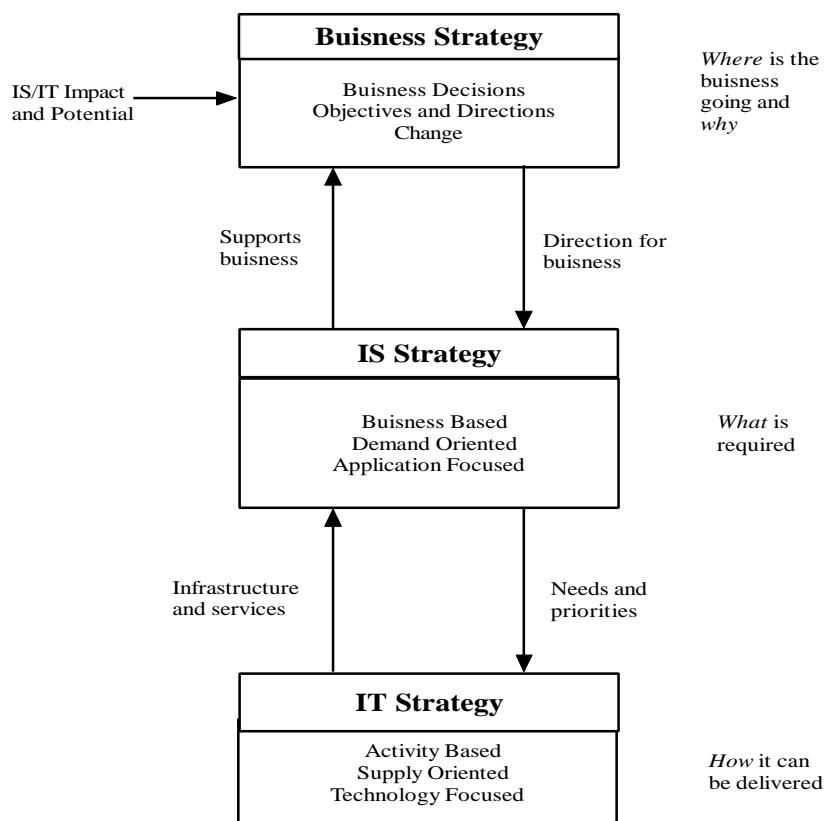 Buisness Strategy
Where is the
buisness
going and
why
IS/IT Impact
and Potential
Buisness Decisions
Objectives and Directions
Change
Supports
buisness
Direction for
buisness
IS Strategy
Buisness Based
Demand Oriented
Application Focused
What is
required
Infrastructure
and services
Needs and
priorities
IT Strategy
Activity Based
Supply Oriented
Technology Focused
How it can
be delivered